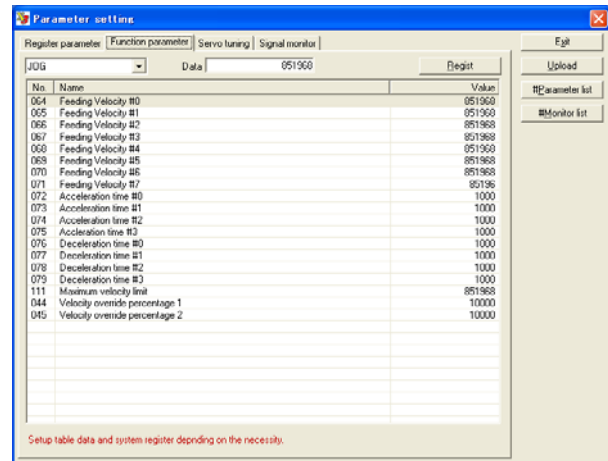 Parameter setting
Register parameter Function parameter Servo tuning Signal monitor Exit
JOG Data 851968 Regist Upload
No. Name Value #Parameter list
064 Feeding Velocity #0 851968
065 Feeding Velocity #1 851968 #Monitor list
066 Feeding Velocity #2 851968
067 Feeding Velocity #3 851968
068 Feeding Velocity #4 851968
069 Feeding Velocity #5 851968
070 Feeding Velocity #6 851968
071 Feeding Velocity #7 85196
072 Acceleration time #0 1000
073 Acceleration time #1 1000
074 Acceleration time #2 1000
075 Accleration time #3 1000
076 Deceleration time #0 1000
077 Deceleration time #1 1000
078 Deceleration time #2 1000
079 Deceleration time #3 1000
111 Maximum velocity limit 851968
044 Velocity override percentage 1 10000
045 Velocity override percentage 2 10000
Setup table data and system register depnding on the necessity.